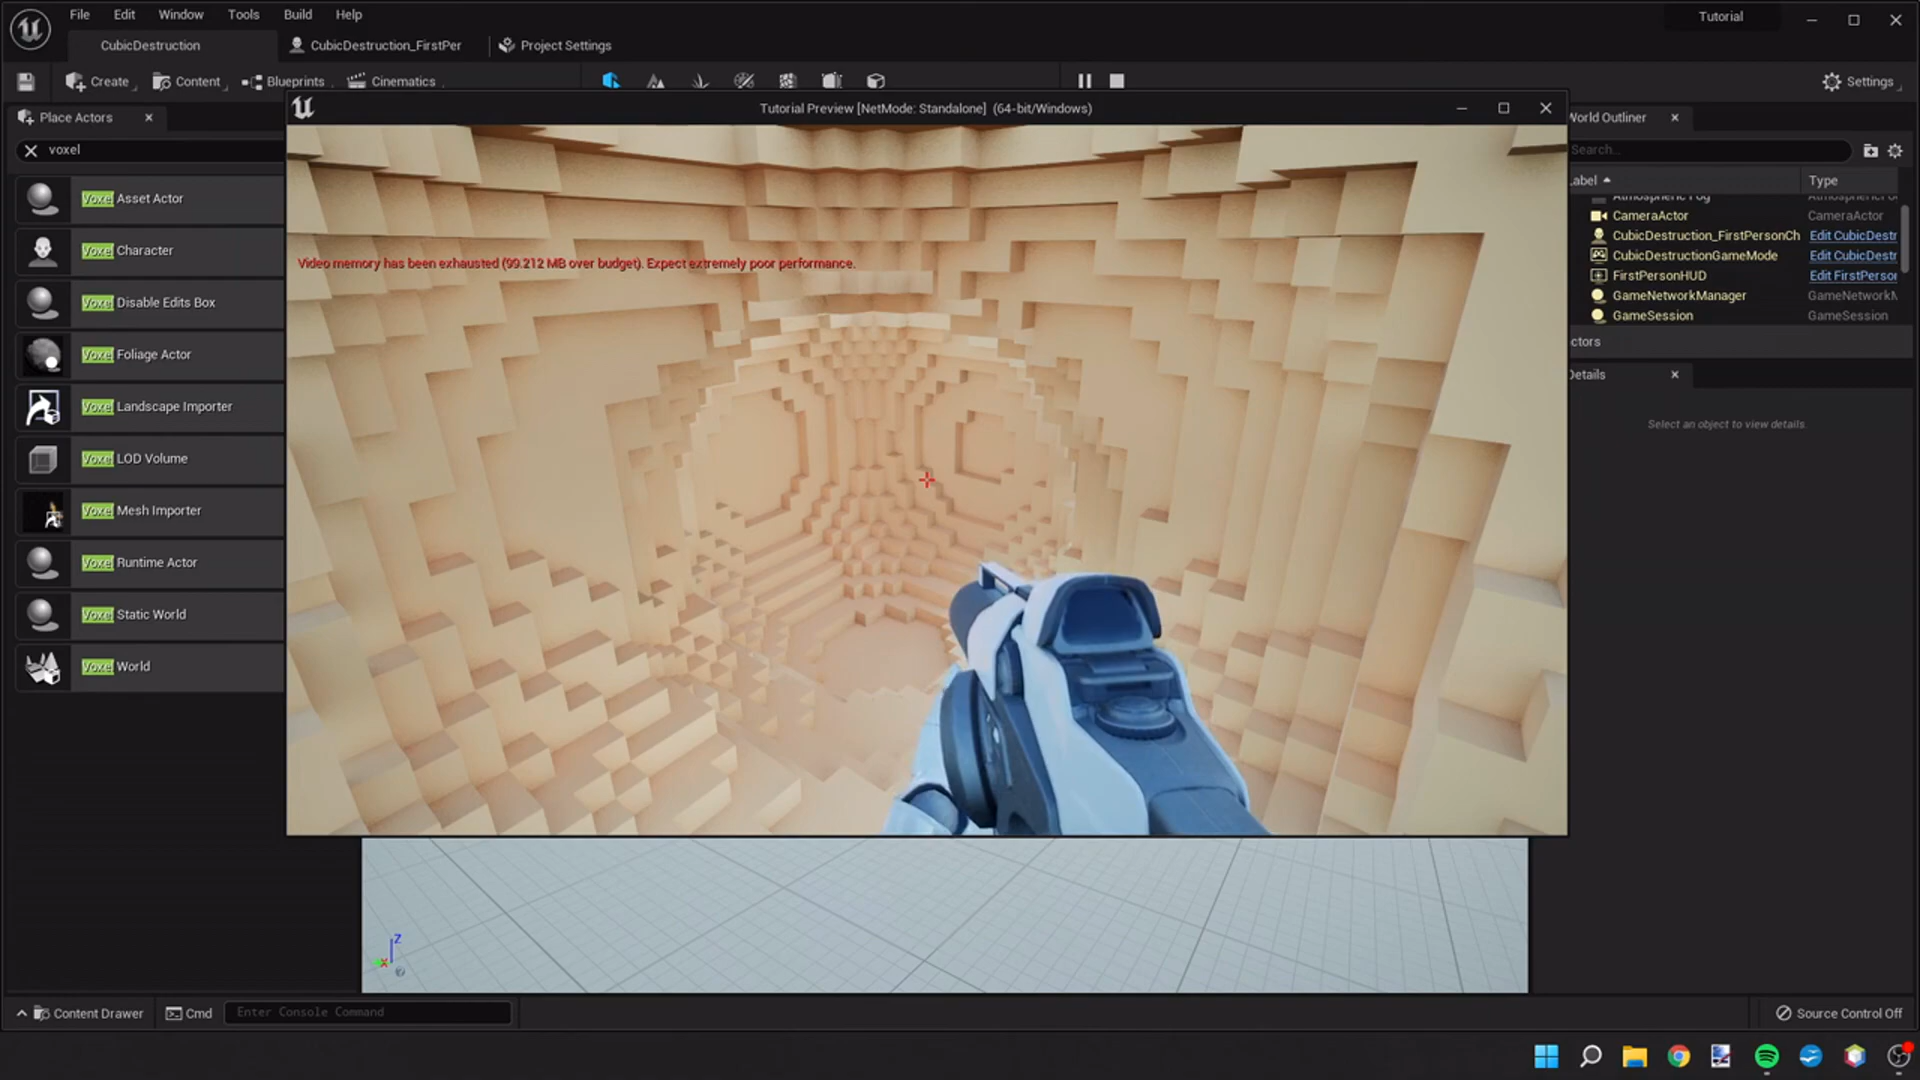 File Edit Window Tools Build Help
Tutorial
CubicDestruction
CubicDestruction_FirstPer
Project Settings
Create
Content
Blueprints
Cinematics
Settings
Place Actors
Tutorial Preview [NetMode: Standalone] (64-bit/Windows)
World Outliner
voxel
Search...
Label
Type
Voxel Asset Actor
Voxel Character
Voxel Disable Edits Box
Voxel Foliage Actor
Voxel Landscape Importer
Voxel LOD Volume
Voxel Mesh Importer
Voxel Runtime Actor
Voxel Static World
Voxel World
Video memory has been exhausted (99.212 MB over budget). Expect extremely poor performance.
CameraActor CameraActor
CubicDestruction_FirstPersonCh Edit CubicDestr
CubicDestructionGameMode Edit CubicDestr
FirstPersonHUD Edit FirstPerson
GameNetworkManager GameNetworkM
GameSession GameSession
ctors
Details
Select an object to view details.
Z
X
Content Drawer
Cmd
Enter Console Command
Source Control Off